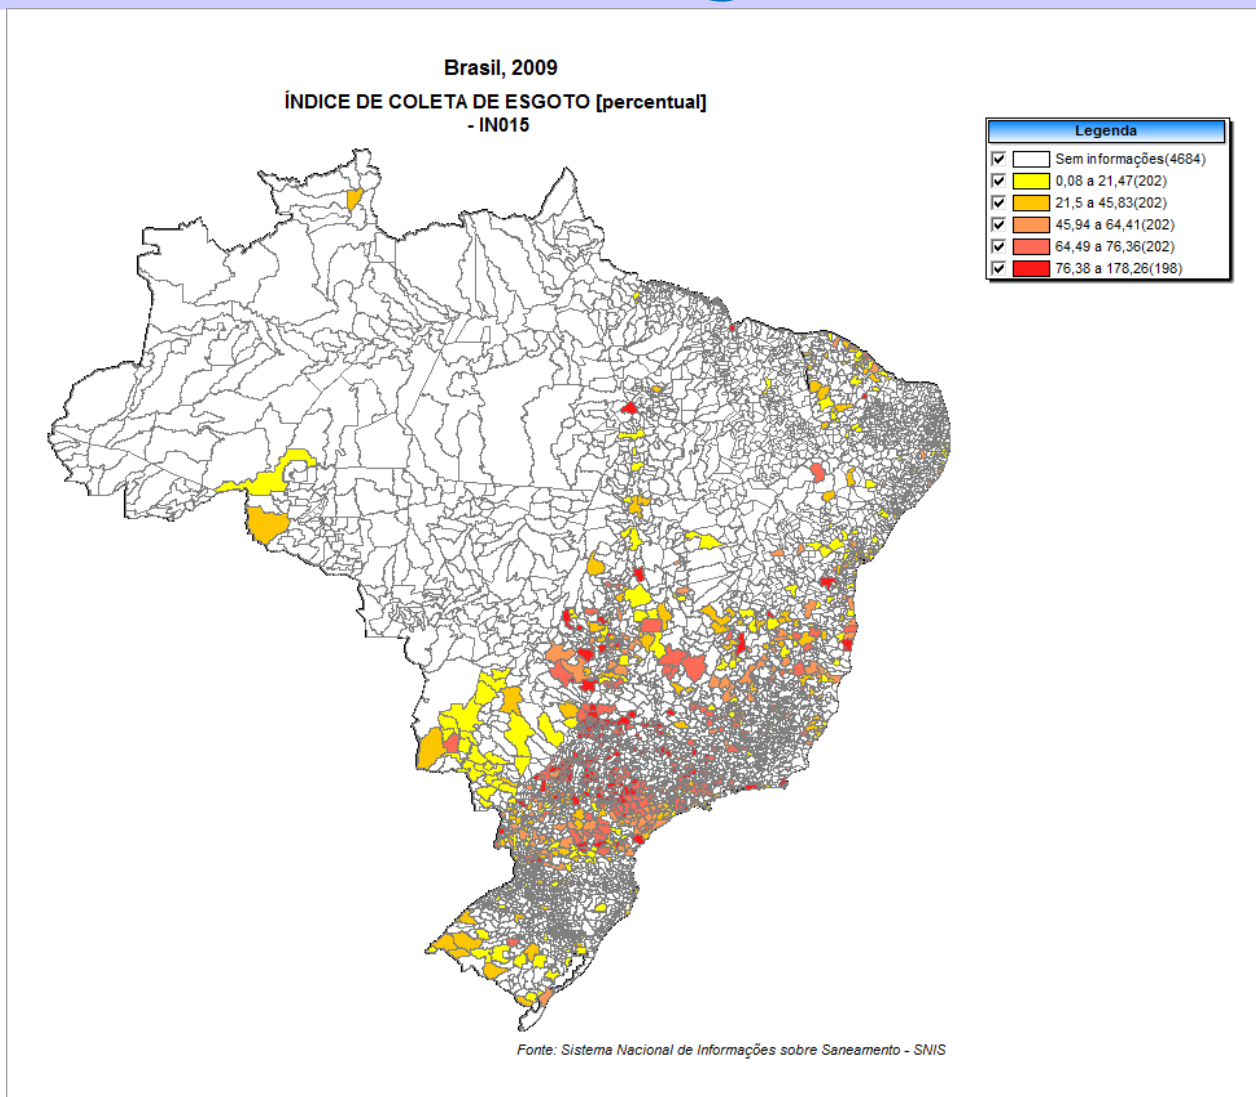 Brasil, 2009
ÍNDICE DE COLETA DE ESGOTO [percentual]
- IN015
Legenda
Sem informações(4684)
0,08 a 21,47(202)
21,5 a 45,83(202)
45,94 a 64,41(202)
64,49 a 76,36(202)
76,38 a 178,26(198)
Fonte: Sistema Nacional de Informações sobre Saneamento - SNIS